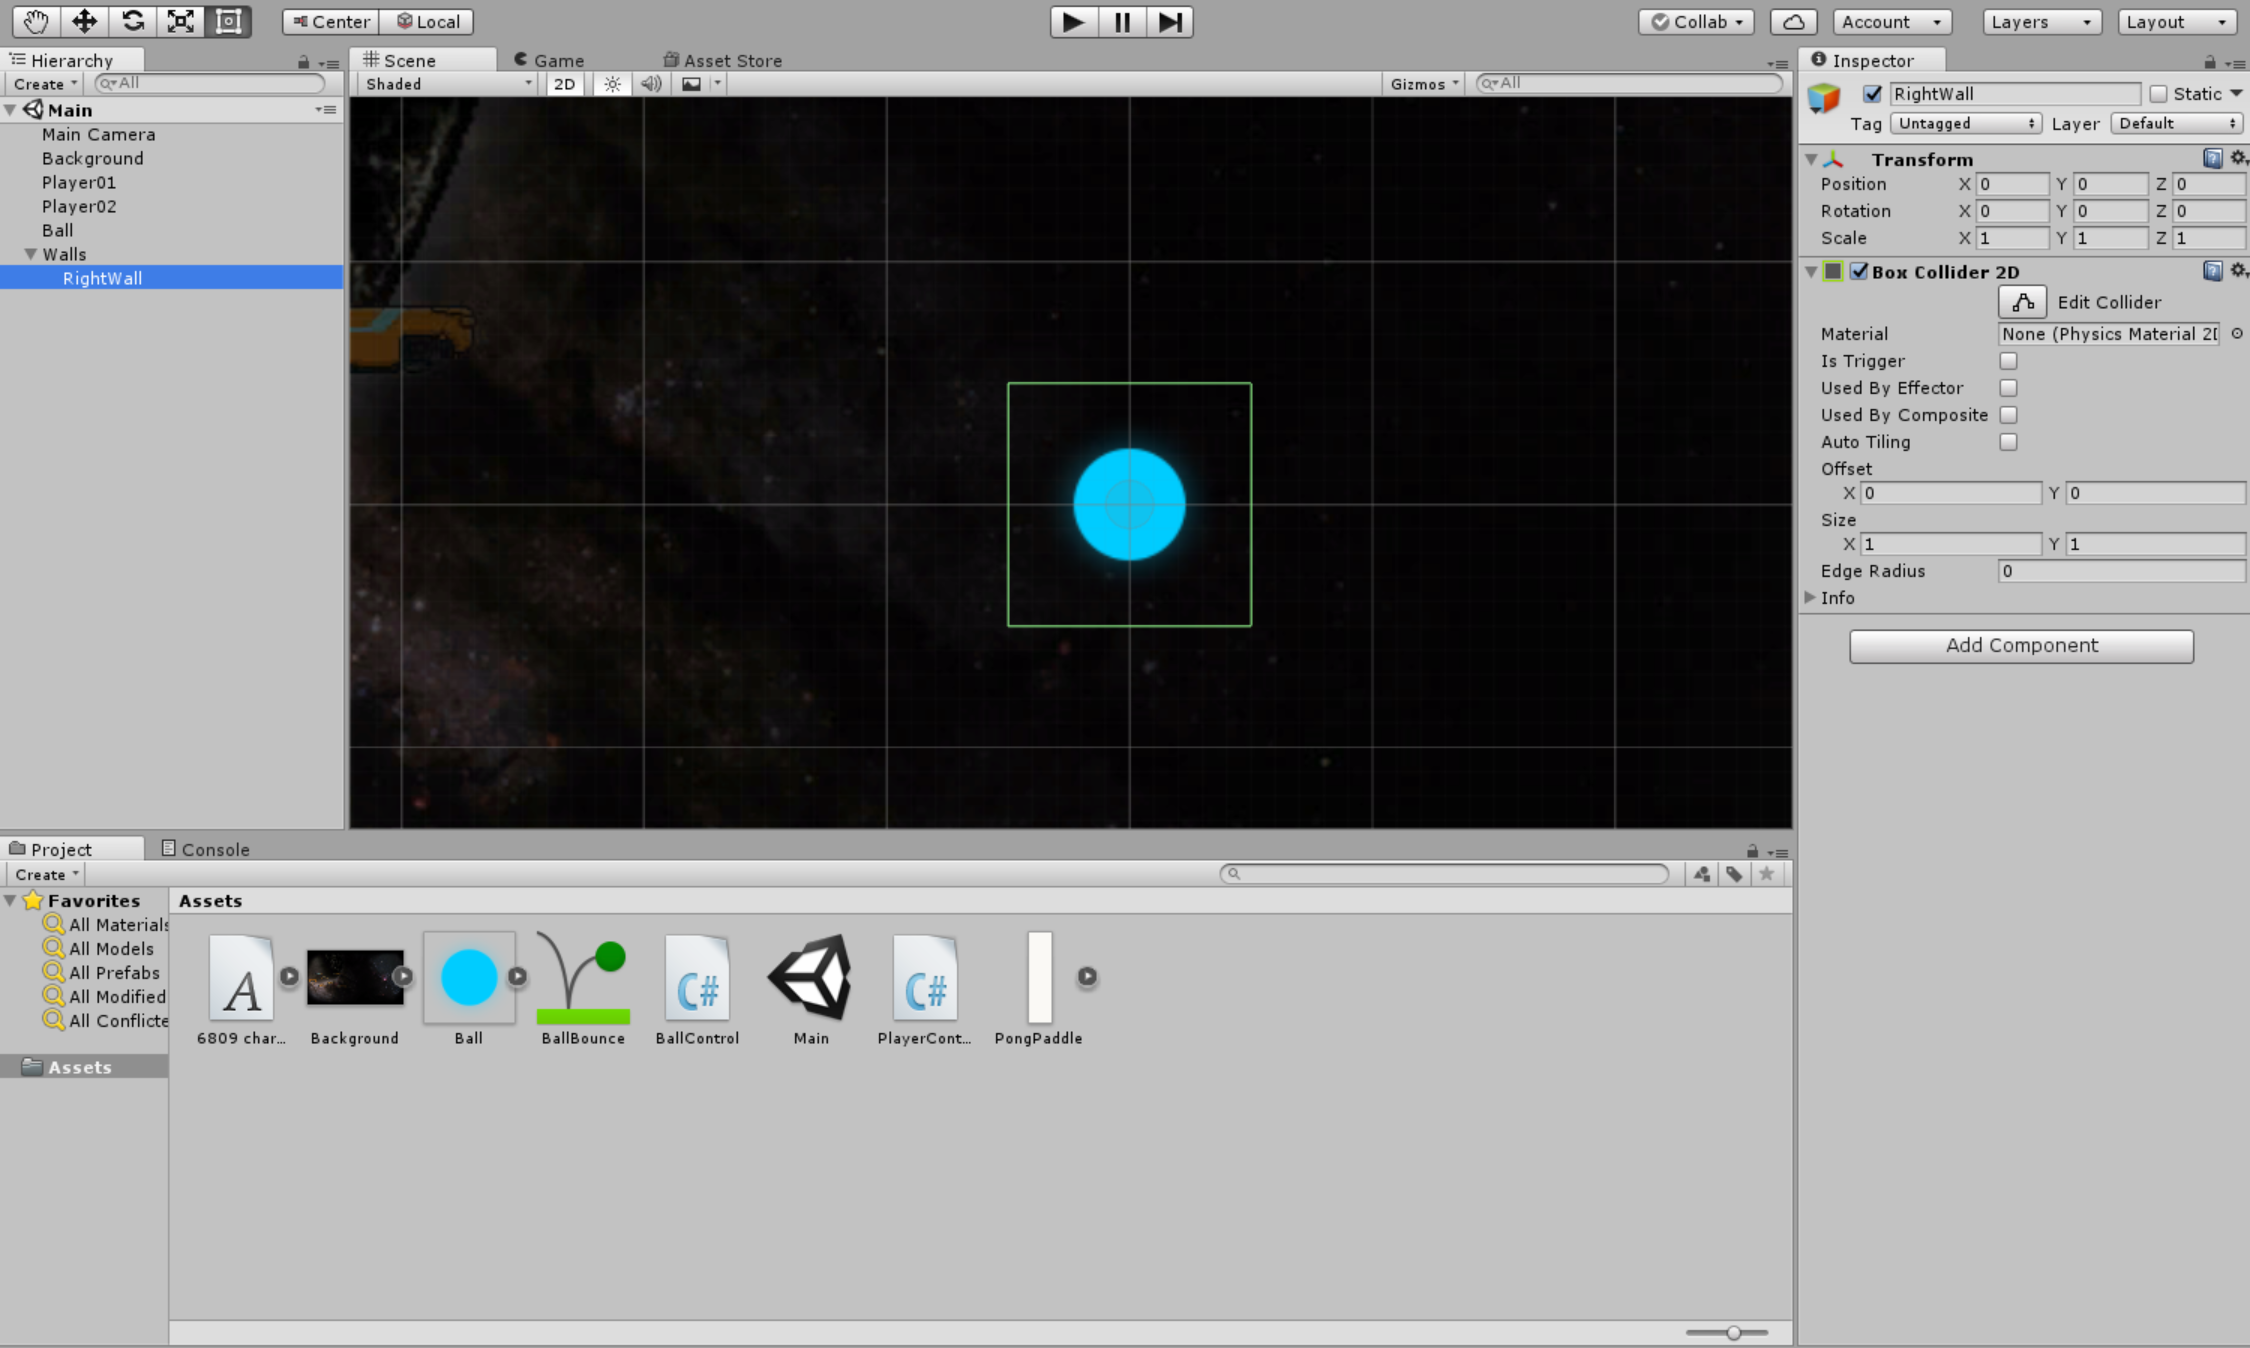 Center Local Collab Account Layers Layout
Hierarchy
Create All
Main
Main Camera
Background
Player01
Player02
Ball
Walls
RightWall
Scene Game Asset Store
Shaded 2D Gizmos All
Inspector
RightWall Static
Tag Untagged Layer Default
Transform
Position X 0 Y 0 Z 0
Rotation X 0 Y 0 Z 0
Scale X 1 Y 1 Z 1
Box Collider 2D
Edit Collider
Material None (Physics Material 2D
Is Trigger
Used By Effector
Used By Composite
Auto Tiling
Offset
X 0 Y 0
Size
X 1 Y 1
Edge Radius 0
Info
Add Component
Project Console
Create
Favorites
All Materials
All Models
All Prefabs
All Modified
All Conflicte
Assets
Assets
A C# C#
6809 char... Background Ball BallBounce BallControl Main PlayerCont... PongPaddle